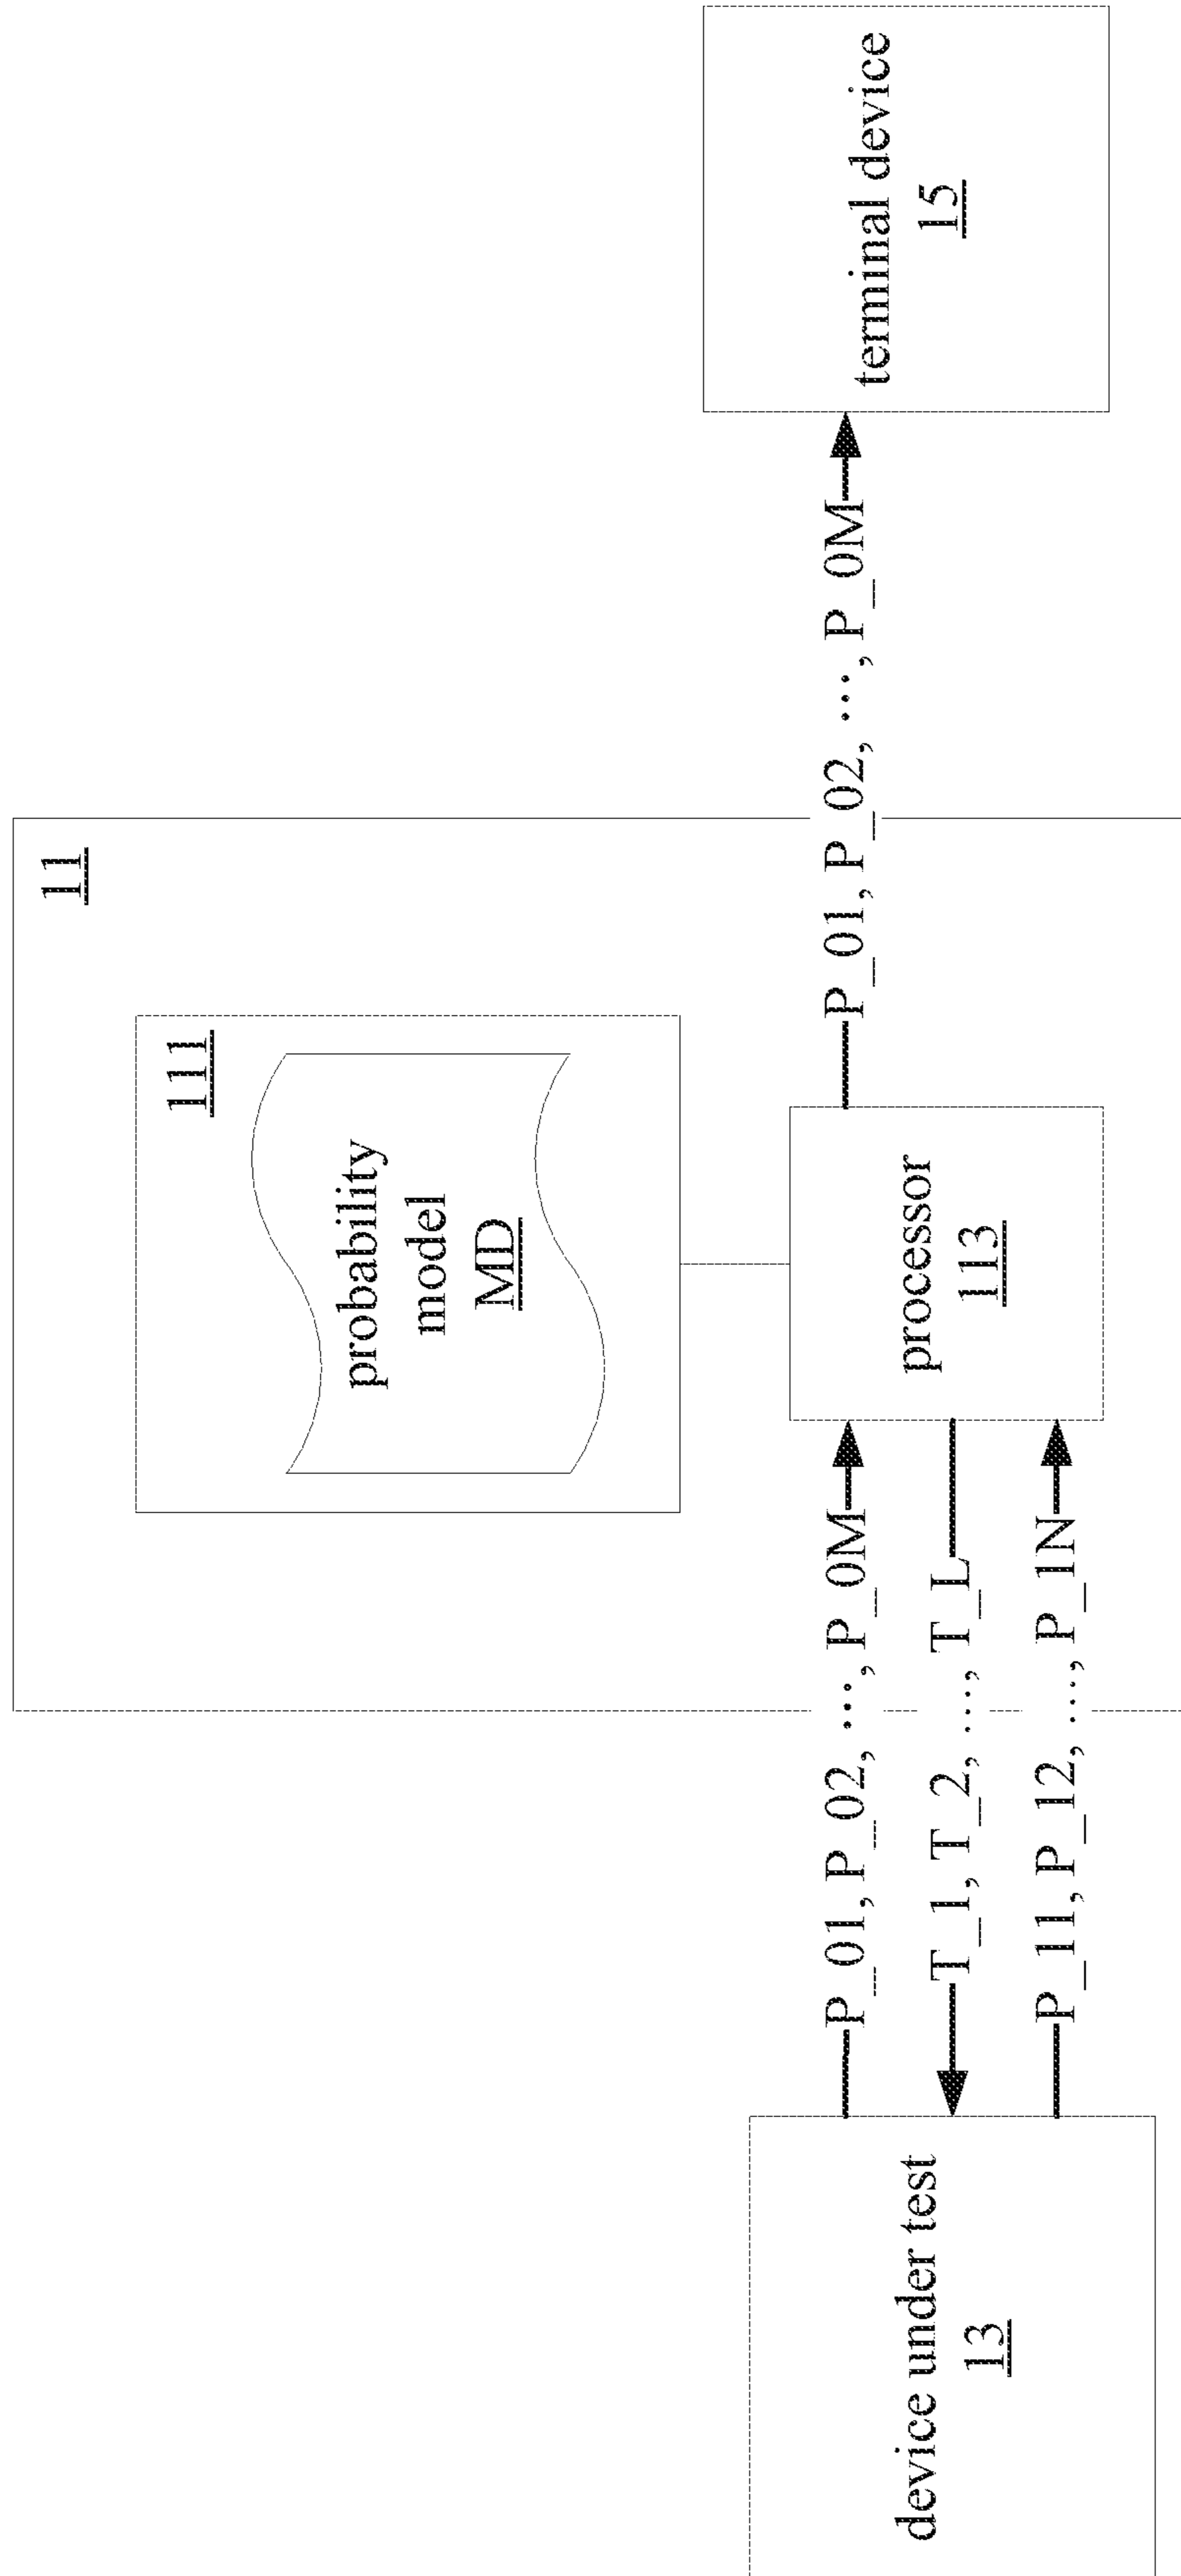 11
111
probability
model
MD
processor
113
P_01, P_02, …, P_0M
T_1, T_2, …, T_L
P_11, P_12, …, P_1N
device under test
13
P_01, P_02, …, P_0M
terminal device
15